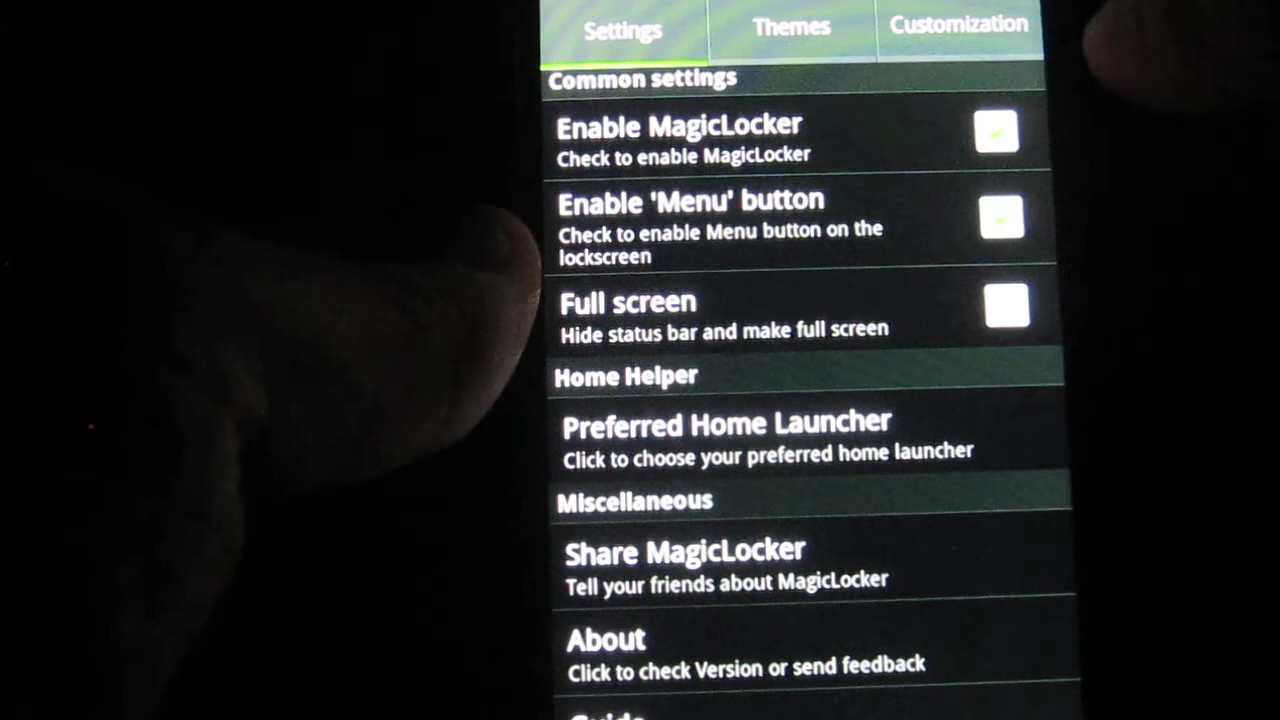 Settings Themes Customization
Common settings
Enable MagicLocker
Check to enable MagicLocker
Enable 'Menu' button
Check to enable Menu button on the
lockscreen
Full screen
Hide status bar and make full screen
Home Helper
Preferred Home Launcher
Click to choose your preferred home launcher
Miscellaneous
Share MagicLocker
Tell your friends about MagicLocker
About
Click to check Version or send feedback
Guide